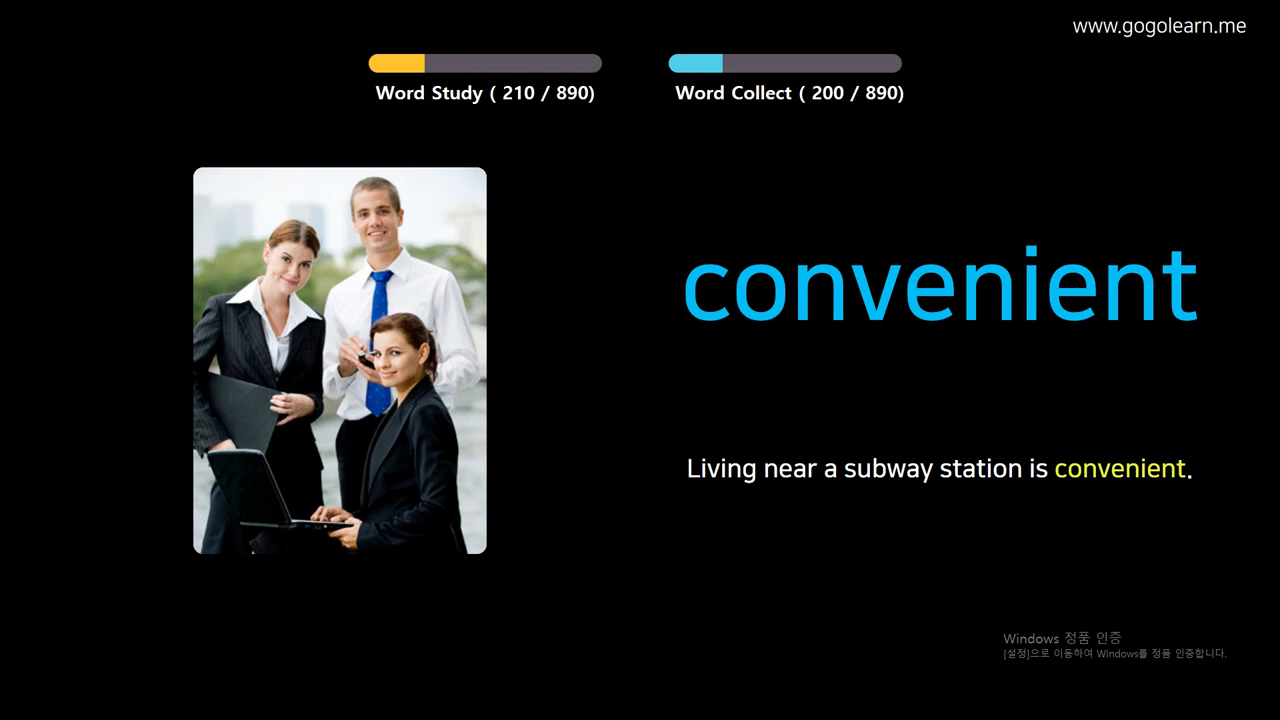 www.gogolearn.me
Word Study ( 210 / 890)
Word Collect ( 200 / 890)
convenient
Living near a subway station is convenient.
Windows 정품 인증
[설정]으로 이동하여 Windows를 정품 인증합니다.